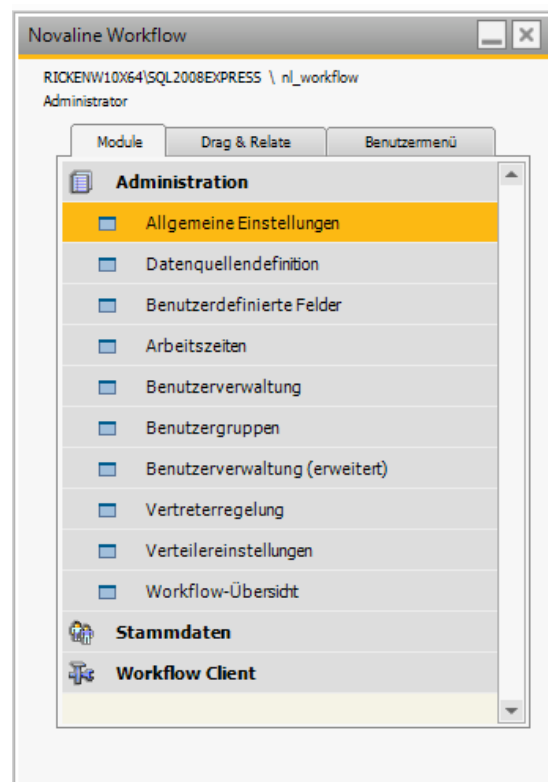 Novaline Workflow
RICKENW10X64\SQL2008EXPRESS \ nl_workflow
Administrator
Module Drag & Relate Benutzermenü
Administration
Allgemeine Einstellungen
Datenquellendefinition
Benutzerdefinierte Felder
Arbeitszeiten
Benutzerverwaltung
Benutzergruppen
Benutzerverwaltung (erweitert)
Vertreterregelung
Verteilereinstellungen
Workflow-Übersicht
Stammdaten
Workflow Client